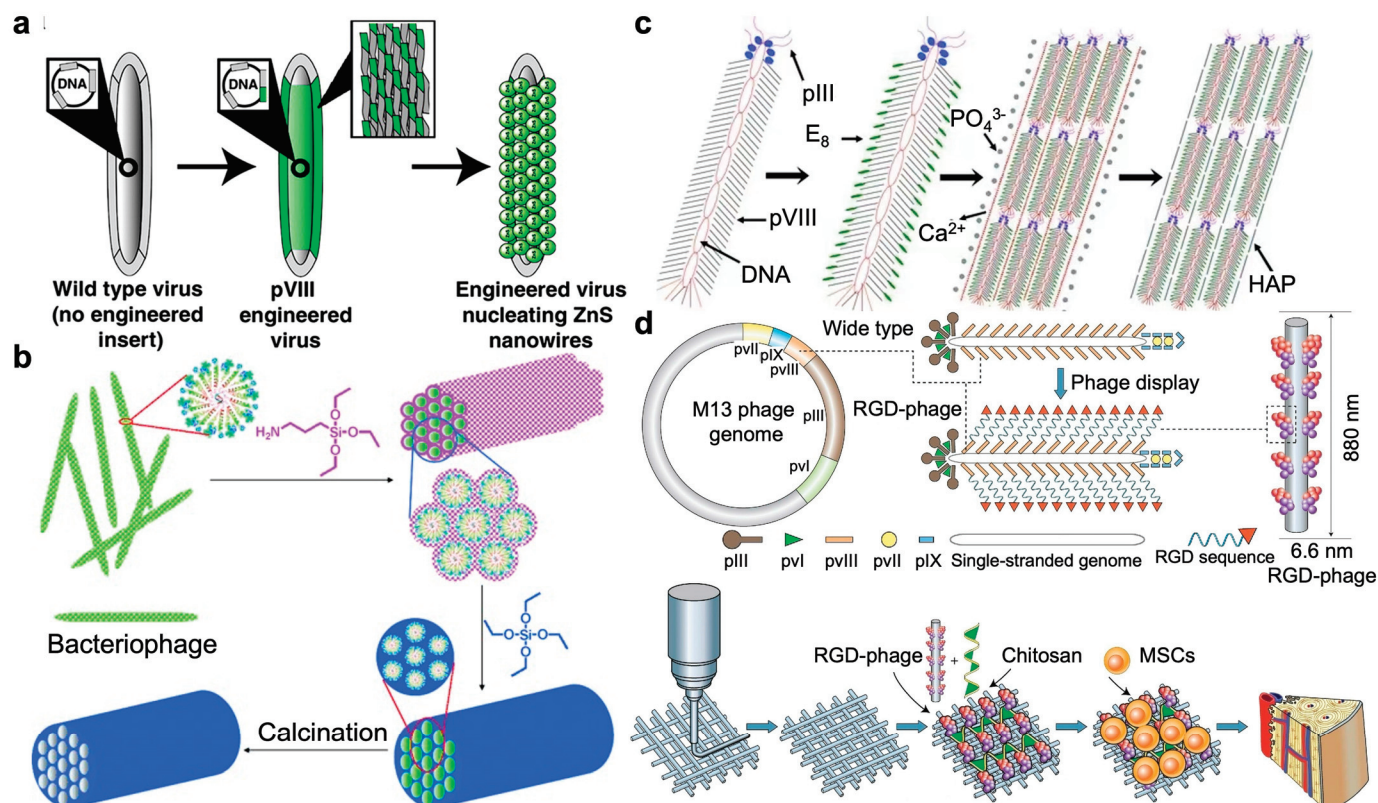 a
DNA
DNA
Wild type virus
(no engineered
insert)
pVIII
engineered
virus
Engineered virus
nucleating ZnS
nanowires
b
H₂N
O
Si
O
O
O
O
Si
O
O
Bacteriophage
Calcination
c
pIII
E₈
PO₄³⁻
pVIII
Ca²⁺
DNA
HAP
d
Wide type
pvII
pIX
pvIII
M13 phage
genome
pIII
pvI
RGD-phage
Phage display
880 nm
pIII
pvI
pvIII
pvII
pIX
Single-stranded genome
RGD sequence
6.6 nm
RGD-phage
RGD-phage
+
Chitosan
MSCs